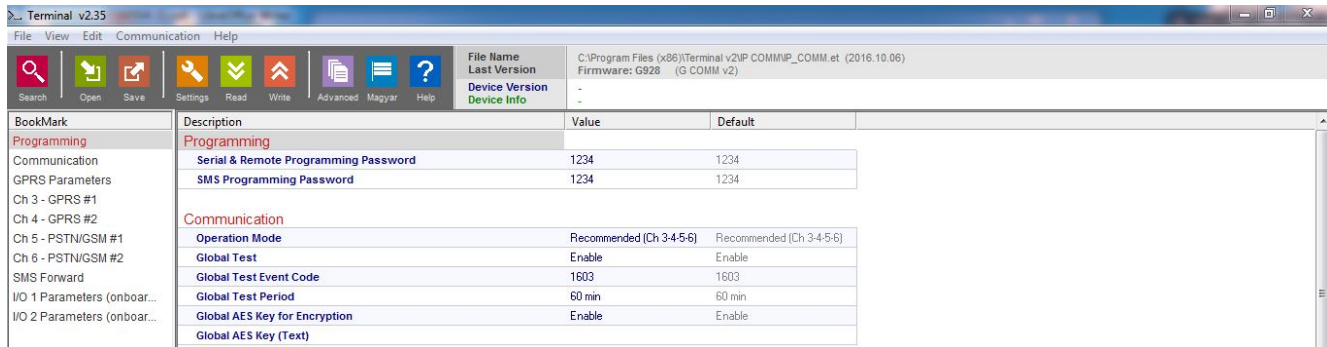 Terminal v2.35
File View Edit Communication Help
Search Open Save Settings Read Write Advanced Magyar Help
File Name C:\Program Files (x86)\Terminal v2\IP COMM\IP_COMM.et (2016.10.06)
Last Version Firmware: G928 (G COMM v2)
Device Version -
Device Info -
BookMark
Programming
Communication
GPRS Parameters
Ch 3 - GPRS #1
Ch 4 - GPRS #2
Ch 5 - PSTN/GSM #1
Ch 6 - PSTN/GSM #2
SMS Forward
I/O 1 Parameters (onboar...
I/O 2 Parameters (onboar...
Description Value Default
Programming
Serial & Remote Programming Password 1234 1234
SMS Programming Password 1234 1234
Communication
Operation Mode Recommended (Ch 3-4-5-6) Recommended (Ch 3-4-5-6)
Global Test Enable Enable
Global Test Event Code 1603 1603
Global Test Period 60 min 60 min
Global AES Key for Encryption Enable Enable
Global AES Key (Text)